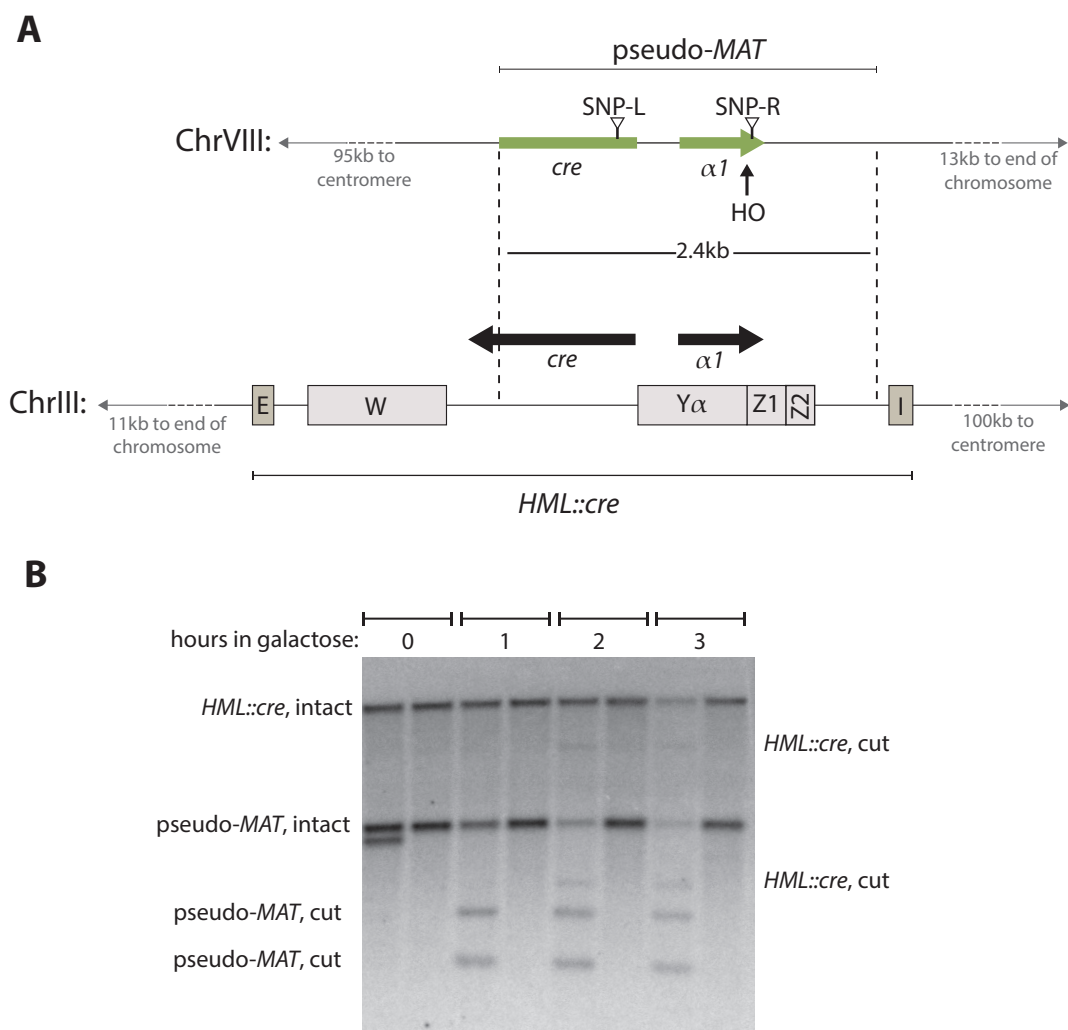 A
pseudo-MAT
SNP-L
SNP-R
ChrVIII:
95kb to
centromere
cre
α1
13kb to end of
chromosome
HO
2.4kb
cre
α1
ChrIII:
E
W
Yα
Z1
Z2
I
11kb to end of
chromosome
100kb to
centromere
HML::cre
B
hours in galactose:
0
1
2
3
HML::cre, intact
HML::cre, cut
pseudo-MAT, intact
HML::cre, cut
pseudo-MAT, cut
pseudo-MAT, cut